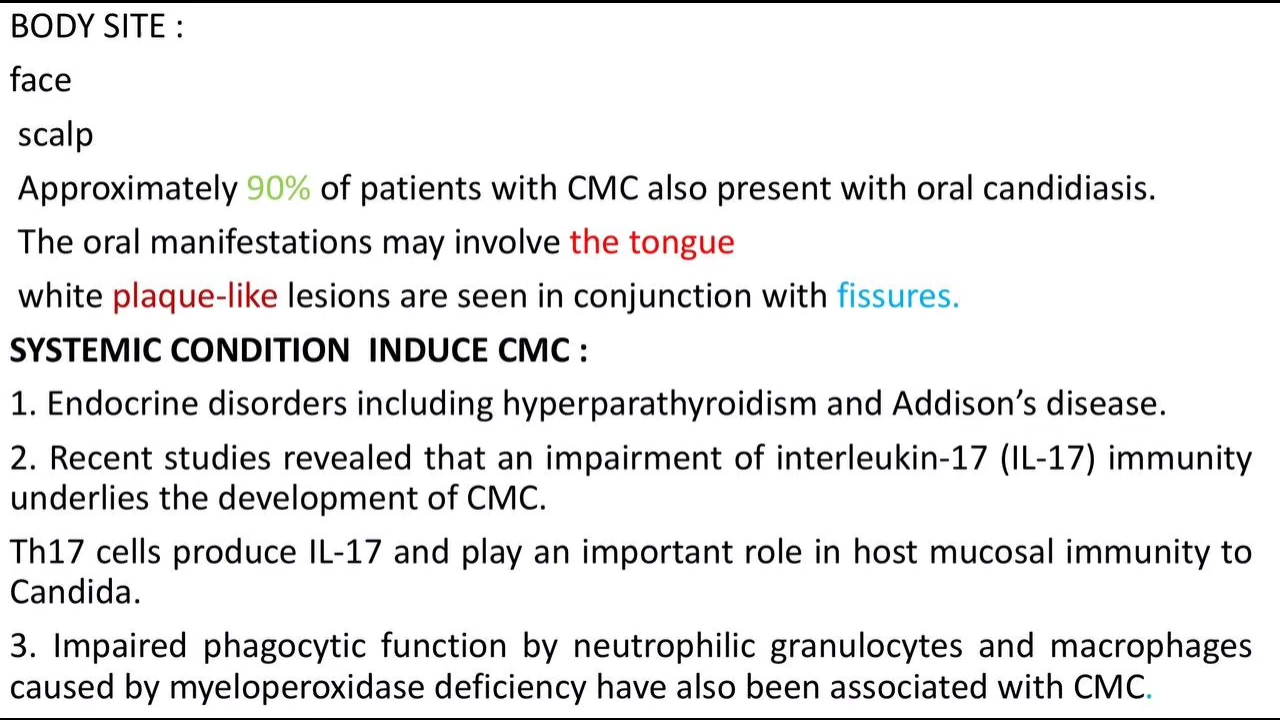 BODY SITE :
face
scalp
Approximately 90% of patients with CMC also present with oral candidiasis.
The oral manifestations may involve the tongue
white plaque-like lesions are seen in conjunction with fissures.
SYSTEMIC CONDITION INDUCE CMC :
1. Endocrine disorders including hyperparathyroidism and Addison’s disease.
2. Recent studies revealed that an impairment of interleukin-17 (IL-17) immunity
underlies the development of CMC.
Th17 cells produce IL-17 and play an important role in host mucosal immunity to
Candida.
3. Impaired phagocytic function by neutrophilic granulocytes and macrophages
caused by myeloperoxidase deficiency have also been associated with CMC.